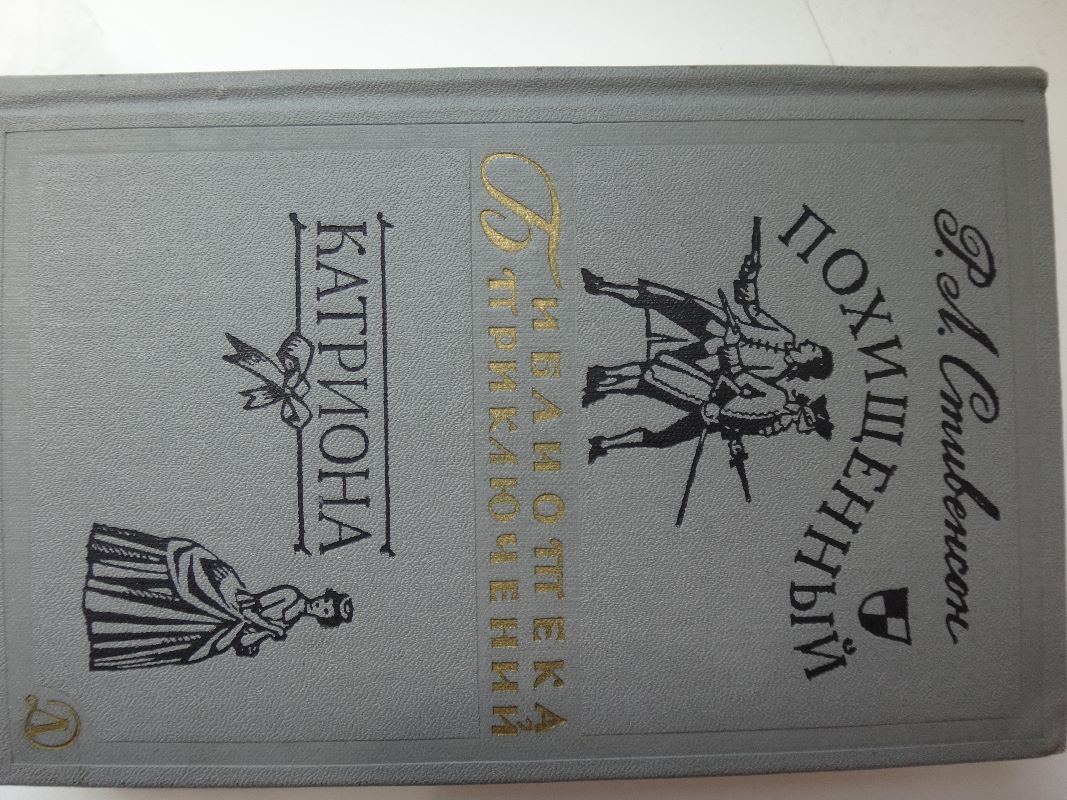 Р. Л. Стивенсон
ПОХИЩЕННЫЙ
БИБЛИОТЕКА
ПРИКЛЮЧЕНИЙ
КАТРИОНА
Д